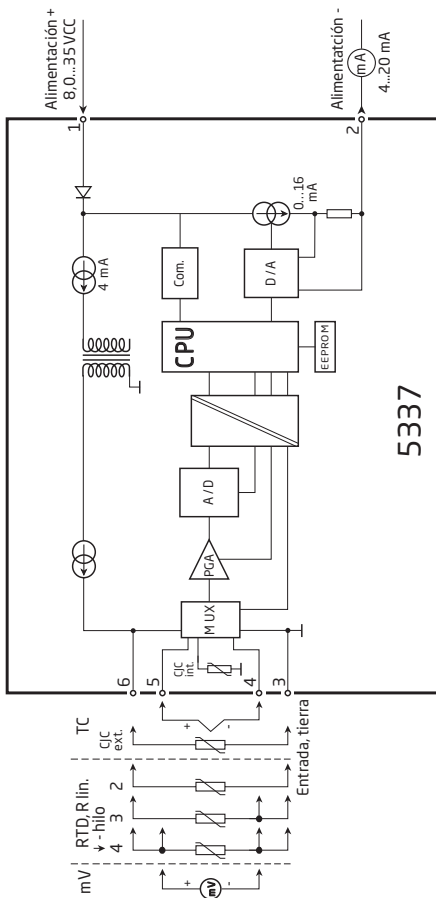 Alimentación +
8,0...35 VCC
Alimentatción -
mA
4...20 mA
1
2
4 mA
Com.
0...16
mA
D/A
CPU
EEPROM
5337
A/D
PGA
MUX
CJC
int.
6
5
4
3
TC
CJC
ext.
+
-
Entrada, tierra
RTD, R lin.
↓ - hilo
2
3
4
mV
+
mV
-